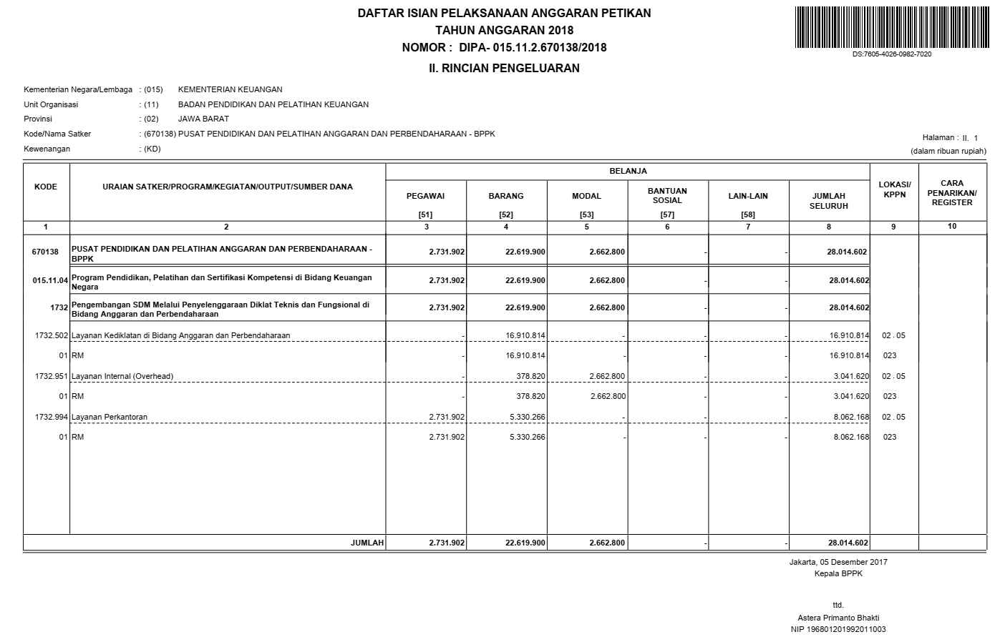 DAFTAR ISIAN PELAKSANAAN ANGGARAN PETIKAN
TAHUN ANGGARAN 2018
NOMOR : DIPA- 015.11.2.670138/2018
DS:7605-4026-0982-7020
II. RINCIAN PENGELUARAN
Kementerian Negara/Lembaga : (015) KEMENTERIAN KEUANGAN
Unit Organisasi : (11) BADAN PENDIDIKAN DAN PELATIHAN KEUANGAN
Provinsi : (02) JAWA BARAT
Kode/Nama Satker : (670138) PUSAT PENDIDIKAN DAN PELATIHAN ANGGARAN DAN PERBENDAHARAAN - BPPK
Kewenangan : (KD)
Halaman : II. 1
(dalam ribuan rupiah)
KODE URAIAN SATKER/PROGRAM/KEGIATAN/OUTPUT/SUMBER DANA BELANJA LOKASI/ KPPN CARA PENARIKAN/ REGISTER
PEGAWAI BARANG MODAL BANTUAN SOSIAL LAIN-LAIN JUMLAH SELURUH
[51] [52] [53] [57] [58]
1 2 3 4 5 6 7 8 9 10
670138 PUSAT PENDIDIKAN DAN PELATIHAN ANGGARAN DAN PERBENDAHARAAN - 2.731.902 22.619.900 2.662.800 - - 28.014.602
BPPK
015.11.04 Program Pendidikan, Pelatihan dan Sertifikasi Kompetensi di Bidang Keuangan 2.731.902 22.619.900 2.662.800 - - 28.014.602
Negara
1732 Pengembangan SDM Melalui Penyelenggaraan Diklat Teknis dan Fungsional di 2.731.902 22.619.900 2.662.800 - - 28.014.602
Bidang Anggaran dan Perbendaharaan
1732.502 Layanan Kediklatan di Bidang Anggaran dan Perbendaharaan - 16.910.814 - - - 16.910.814 02 . 05
01 RM - 16.910.814 - - - 16.910.814 023
1732.951 Layanan Internal (Overhead) - 378.820 2.662.800 - - 3.041.620 02 . 05
01 RM - 378.820 2.662.800 - - 3.041.620 023
1732.994 Layanan Perkantoran 2.731.902 5.330.266 - - - 8.062.168 02 . 05
01 RM 2.731.902 5.330.266 - - - 8.062.168 023
JUMLAH 2.731.902 22.619.900 2.662.800 - - 28.014.602
Jakarta, 05 Desember 2017
Kepala BPPK
ttd.
Astera Primanto Bhakti
NIP 196801201992011003